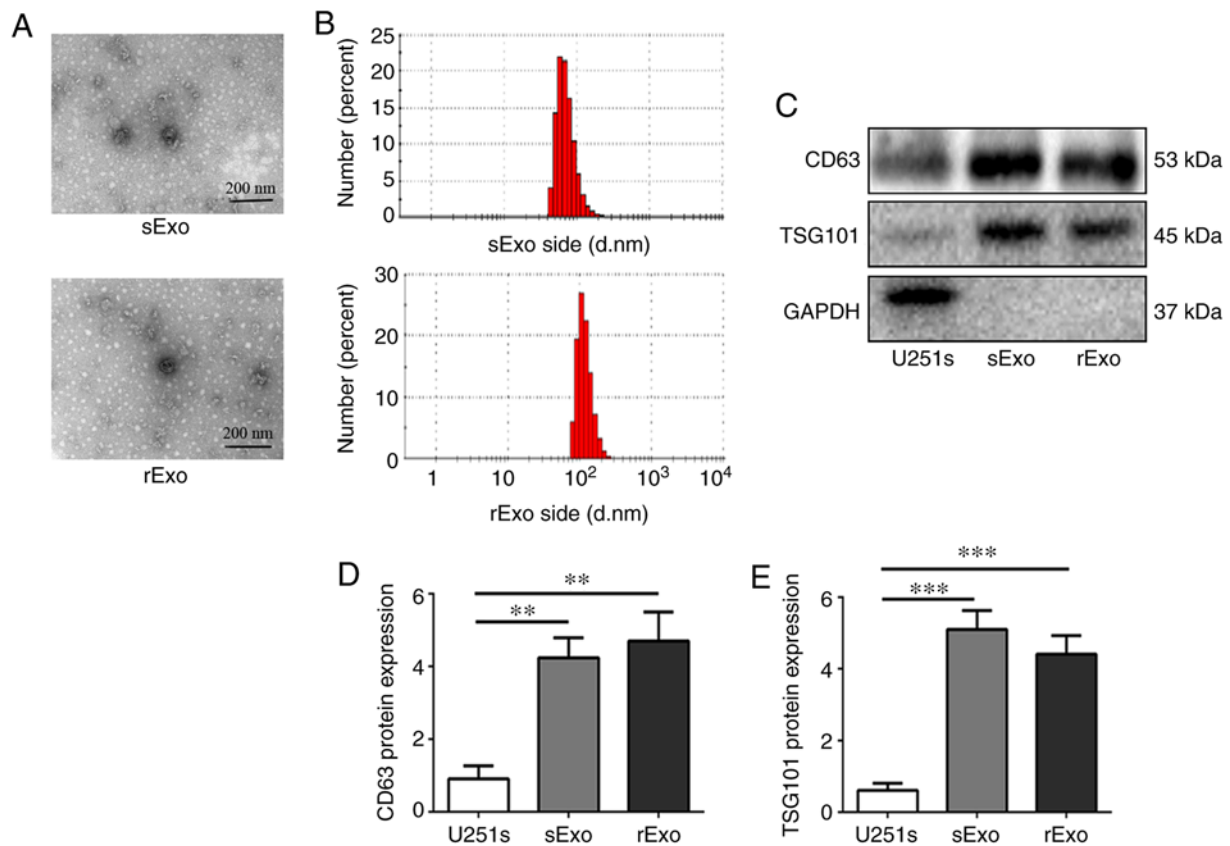 A
200 nm
sExo
200 nm
rExo
B
Number (percent)
25
20
15
10
5
0
sExo side (d.nm)
Number (percent)
30
20
10
0
1 10 10² 10³ 10⁴
rExo side (d.nm)
C
CD63 53 kDa
TSG101 45 kDa
GAPDH 37 kDa
U251s sExo rExo
D
CD63 protein expression
6
4
2
0
**
**
U251s sExo rExo
E
TSG101 protein expression
6
4
2
0
***
***
U251s sExo rExo